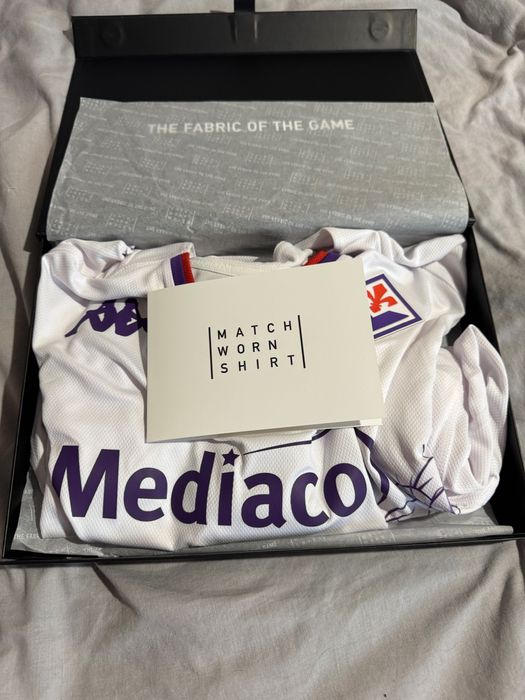 THE FABRIC OF THE GAME
MATCH
WORN
SHIRT
Mediaco